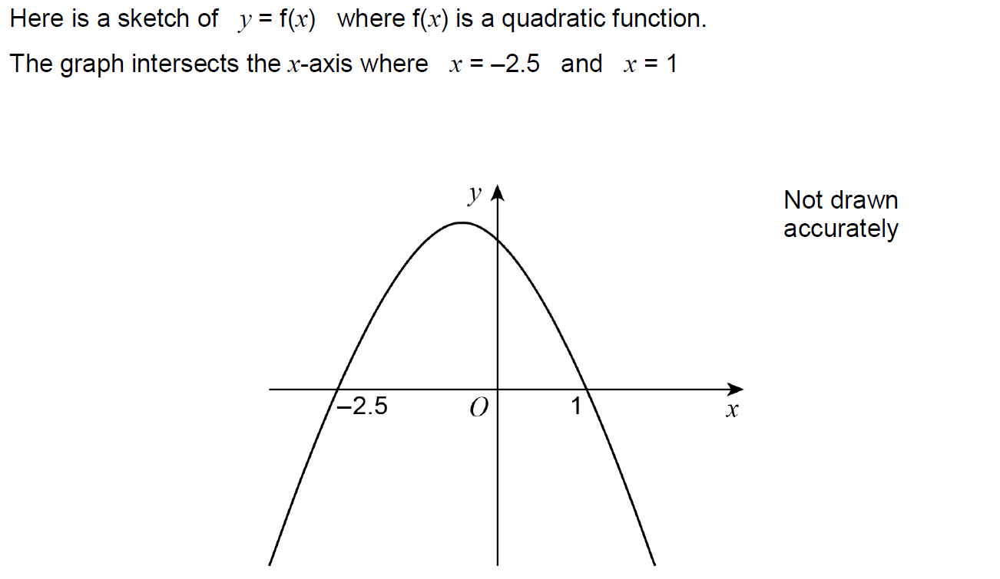 Here is a sketch of y = f(x) where f(x) is a quadratic function.
The graph intersects the x-axis where x = –2.5 and x = 1
y
Not drawn
accurately
–2.5
O
1
x